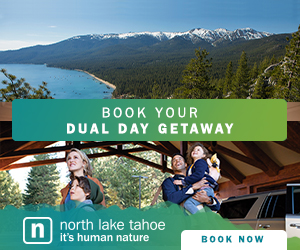 BOOK YOUR
DUAL DAY GETAWAY
n
north lake tahoe
it's human nature
BOOK NOW